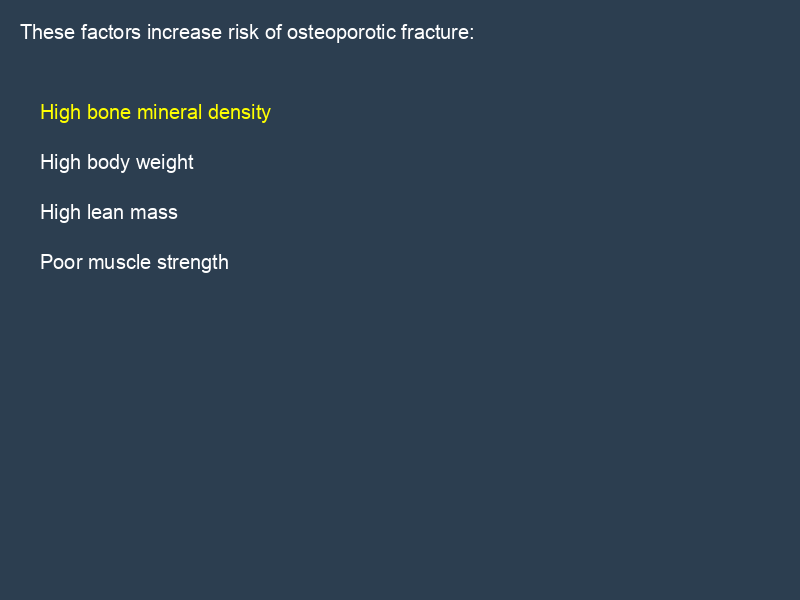 These factors increase risk of osteoporotic fracture:
High bone mineral density
High body weight
High lean mass
Poor muscle strength